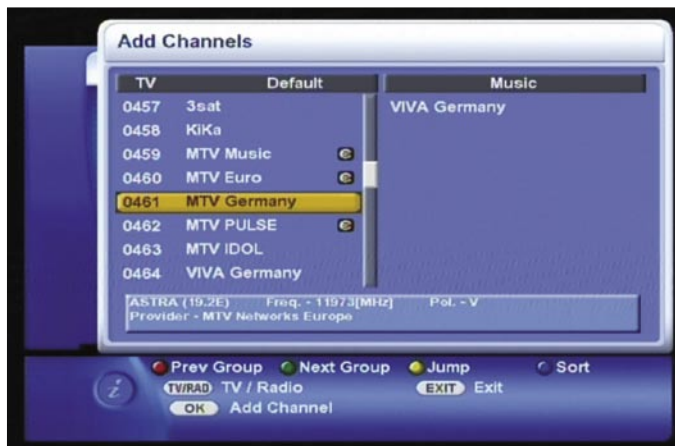 Add Channels
TV Default Music
0457 3sat VIVA Germany
0458 KiKa
0459 MTV Music
0460 MTV Euro
0461 MTV Germany
0462 MTV PULSE
0463 MTV IDOL
0464 VIVA Germany
ASTRA (19.2E) Freq. - 11973[MHz] Pol. - V
Provider - MTV Networks Europe
Prev Group Next Group Jump Sort
TV/RAD TV / Radio EXIT Exit
i
OK Add Channel